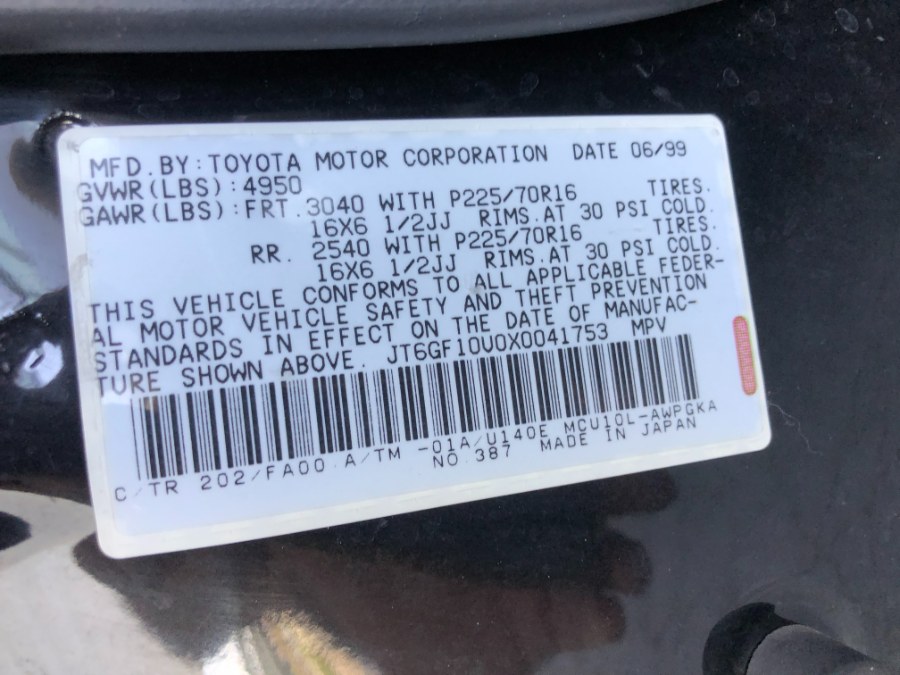 MFD. BY: TOYOTA MOTOR CORPORATION DATE 06/99
GVWR(LBS): 4950
GAWR(LBS): FRT. 3040 WITH P225/70R16 TIRES.
16X6 1/2JJ RIMS. AT 30 PSI COLD.
RR. 2540 WITH P225/70R16 TIRES.
16X6 1/2JJ RIMS. AT 30 PSI COLD.
THIS VEHICLE CONFORMS TO ALL APPLICABLE FEDER-
AL MOTOR VEHICLE SAFETY AND THEFT PREVENTION
STANDARDS IN EFFECT ON THE DATE OF MANUFAC-
TURE SHOWN ABOVE. JT6GF10U0X0041753 MPV
C/TR 202/FA00 A/TM -01A/U140E MCU10L-AWPGKA
NO.387 MADE IN JAPAN